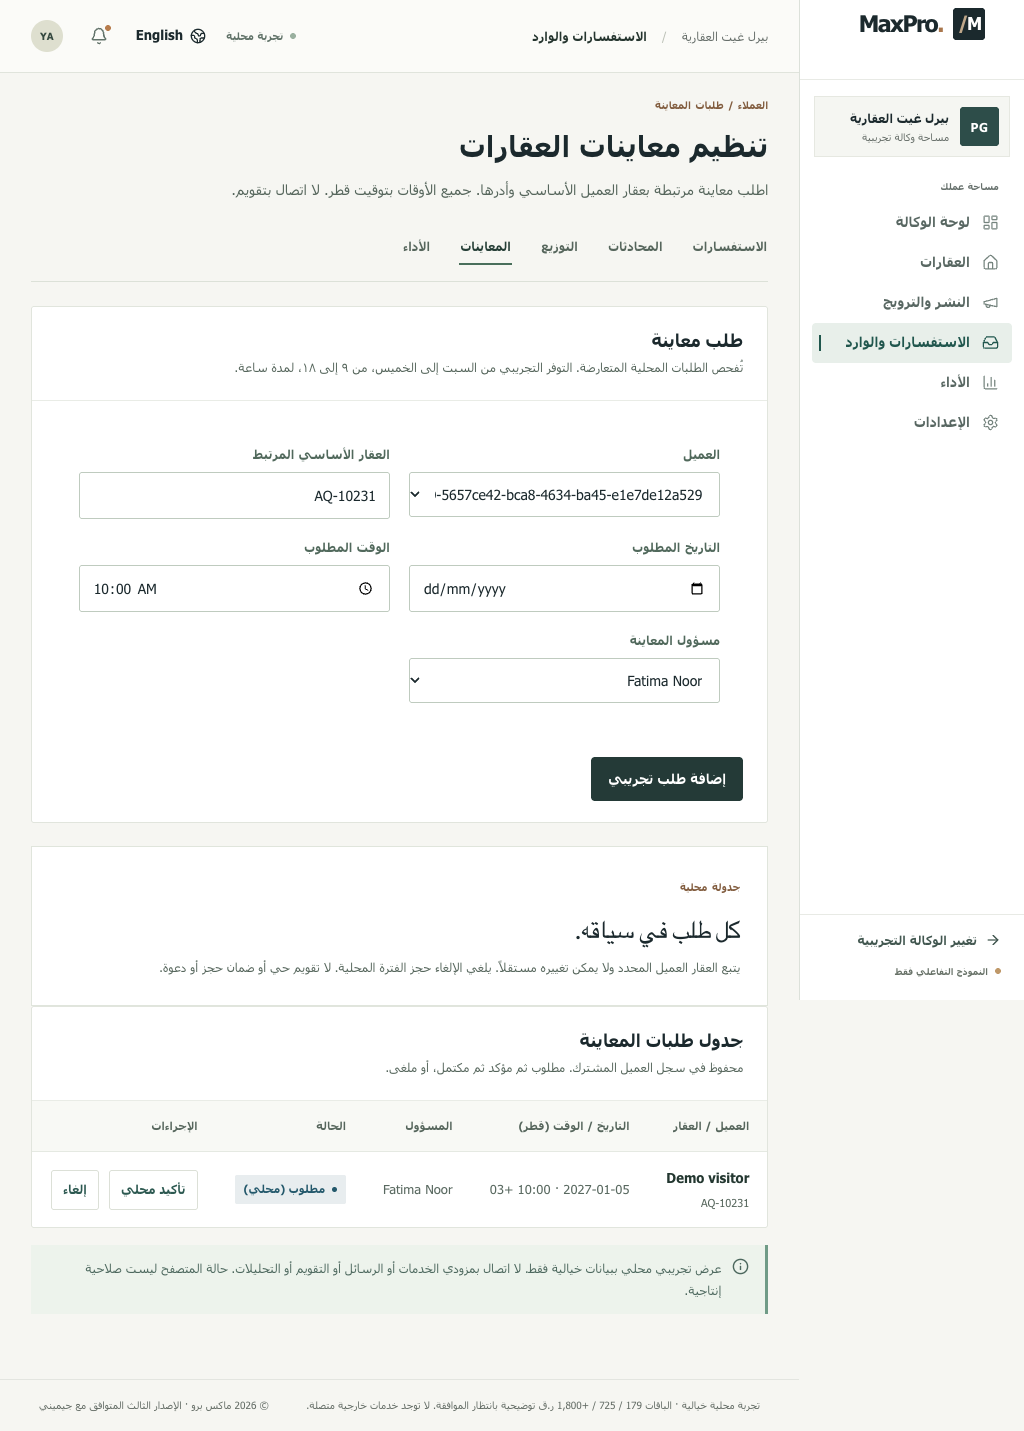 MaxPro. /M
PG
بيرل غيت العقارية
مساحة وكالة تجريبية
مساحة عملك
لوحة الوكالة
العقارات
النشر والترويج
الاستفسارات والوارد
الأداء
الإعدادات
تغيير الوكالة التجريبية
النموذج التفاعلي فقط
بيرل غيت العقارية / الاستفسارات والوارد
تجربة محلية
English
YA
العملاء / طلبات المعاينة
تنظيم معاينات العقارات
اطلب معاينة مرتبطة بعقار العميل الأساسي وأدرها. جميع الأوقات بتوقيت قطر. لا اتصال بتقويم.
الاستفسارات المحادثات التوزيع المعاينات الأداء
طلب معاينة
تُفحص الطلبات المحلية المتعارضة. التوفر التجريبي من السبت إلى الخميس، من ٩ إلى ١٨، لمدة ساعة.
العميل
-5657ce42-bca8-4634-ba45-e1e7de12a529
العقار الأساسي المرتبط
AQ-10231
التاريخ المطلوب
dd/mm/yyyy
الوقت المطلوب
10:00 AM
مسؤول المعاينة
Fatima Noor
إضافة طلب تجريبي
جدولة محلية
كل طلب في سياقه.
يتبع العقار العميل المحدد ولا يمكن تغييره مستقلاً. يلغي الإلغاء حجز الفترة المحلية. لا تقويم حي أو ضمان حجز أو دعوة.
جدول طلبات المعاينة
محفوظ في سجل العميل المشترك. مطلوب ثم مؤكد ثم مكتمل، أو ملغى.
العميل / العقار التاريخ / الوقت (قطر) المسؤول الحالة الإجراءات
Demo visitor
AQ-10231
2027-01-05 · 10:00 +03
Fatima Noor
مطلوب (محلي)
تأكيد محلي
إلغاء
عرض تجريبي محلي ببيانات خيالية فقط. لا اتصال بمزودي الخدمات أو الرسائل أو التقويم أو التحليلات. حالة المتصفح ليست صلاحية
إنتاجية.
تجربة محلية خيالية · الباقات 179 / 725 / +1,800 ر.ق توضيحية بانتظار الموافقة. لا توجد خدمات خارجية متصلة.
© 2026 ماكس برو · الإصدار الثالث المتوافق مع جيميني